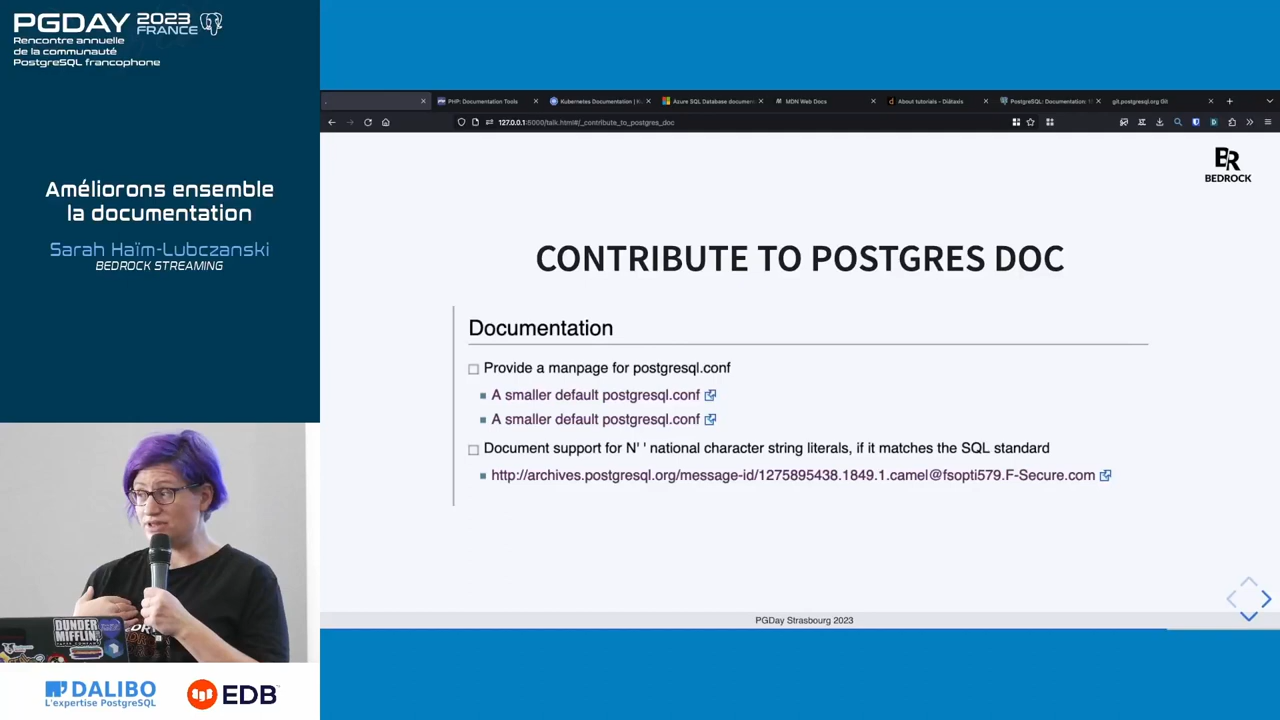 PGDAY 2023 FRANCE
Rencontre annuelle
de la communauté
PostgreSQL francophone
Améliorons ensemble
la documentation
Sarah Haïm-Lubczanski
BEDROCK STREAMING
PHP: Documentation Tools
Kubernetes Documentation | K
Azure SQL Database documen
MDN Web Docs
About tutorials - Diátaxis
PostgreSQL: Documentation: 1
git.postgresql.org Git
127.0.0.1:5000/talk.html#/_contribute_to_postgres_doc
BR
BEDROCK
CONTRIBUTE TO POSTGRES DOC
Documentation
Provide a manpage for postgresql.conf
A smaller default postgresql.conf
A smaller default postgresql.conf
Document support for N' ' national character string literals, if it matches the SQL standard
http://archives.postgresql.org/message-id/1275895438.1849.1.camel@fsopti579.F-Secure.com
PGDay Strasbourg 2023
DUNDER
MIFFLIN
DALIBO
L'expertise PostgreSQL
EDB